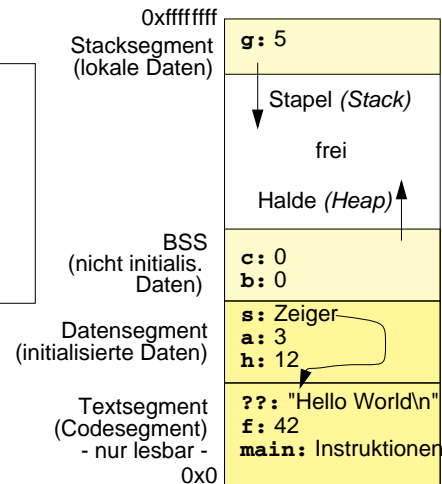 0xffffffff
Stacksegment
(lokale Daten)
g: 5
Stapel (Stack)
frei
Halde (Heap)
BSS
(nicht initialis.
Daten)
c: 0
b: 0
Datensegment
(initialisierte Daten)
s: Zeiger
a: 3
h: 12
Textsegment
(Codesegment)
- nur lesbar -
0x0
??: "Hello World\n"
f: 42
main: Instruktionen